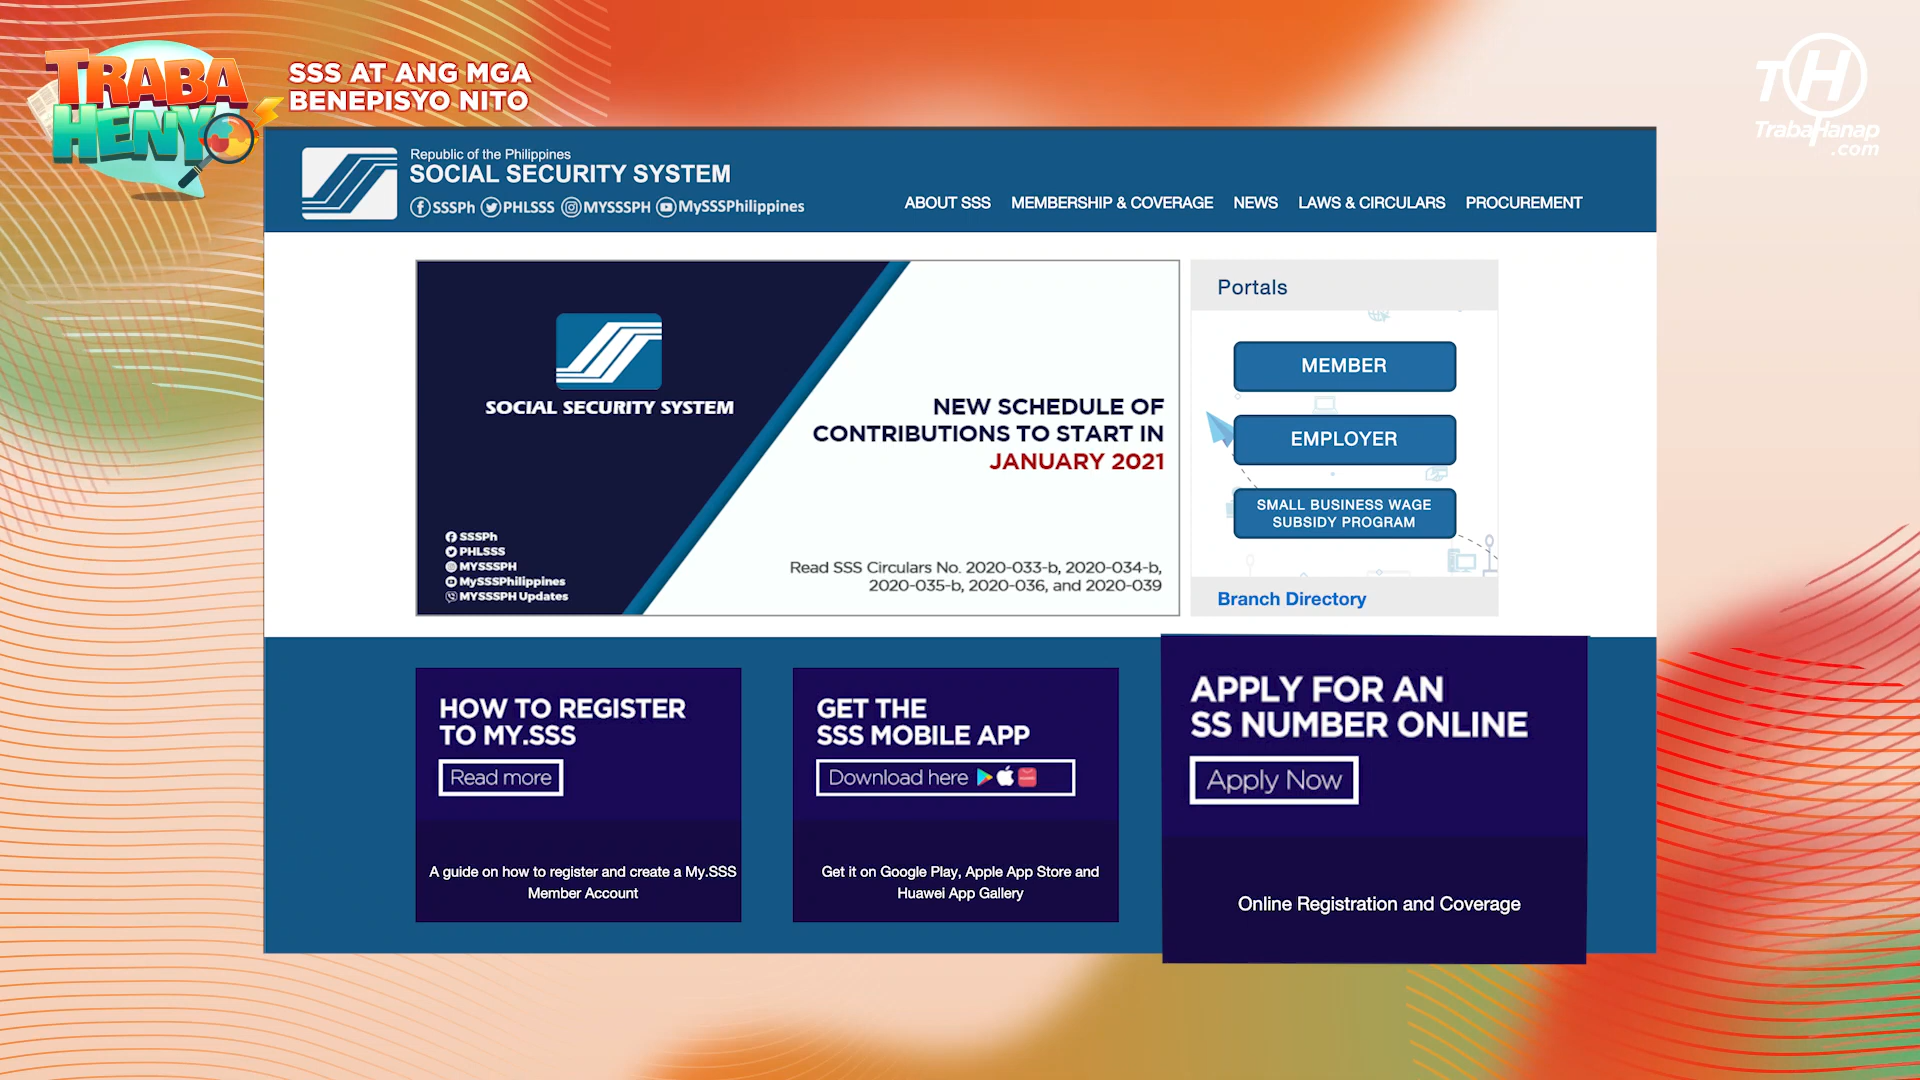 TRABA
HENYO
SSS AT ANG MGA
BENEPISYO NITO
TH
TrabaHanap
.com
Republic of the Philippines
SOCIAL SECURITY SYSTEM
SSSPh PHLSSS MYSSSPH MySSSPhilippines
ABOUT SSS MEMBERSHIP & COVERAGE NEWS LAWS & CIRCULARS PROCUREMENT
SOCIAL SECURITY SYSTEM
NEW SCHEDULE OF
CONTRIBUTIONS TO START IN
JANUARY 2021
SSSPh
PHLSSS
MYSSSPH
MySSSPhilippines
MYSSSPH Updates
Read SSS Circulars No. 2020-033-b, 2020-034-b,
2020-035-b, 2020-036, and 2020-039
Portals
MEMBER
EMPLOYER
SMALL BUSINESS WAGE
SUBSIDY PROGRAM
Branch Directory
HOW TO REGISTER
TO MY.SSS
Read more
A guide on how to register and create a My.SSS
Member Account
GET THE
SSS MOBILE APP
Download here
Get it on Google Play, Apple App Store and
Huawei App Gallery
APPLY FOR AN
SS NUMBER ONLINE
Apply Now
Online Registration and Coverage